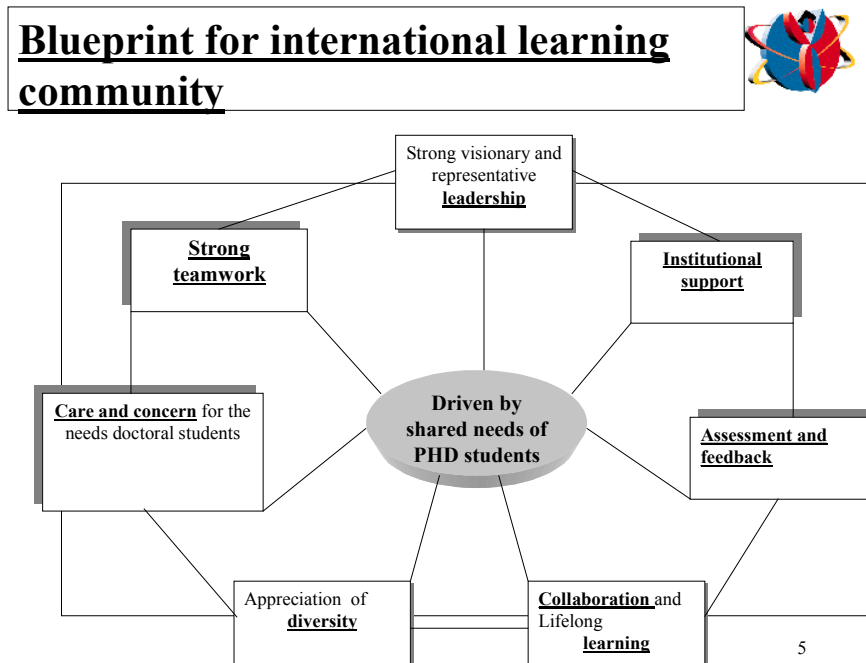 Blueprint for international learning
community
Strong visionary and
representative
leadership
Strong
teamwork
Institutional
support
Care and concern for the
needs doctoral students
Driven by
shared needs of
PHD students
Assessment and
feedback
Appreciation of
diversity
Collaboration and
Lifelong
learning
5